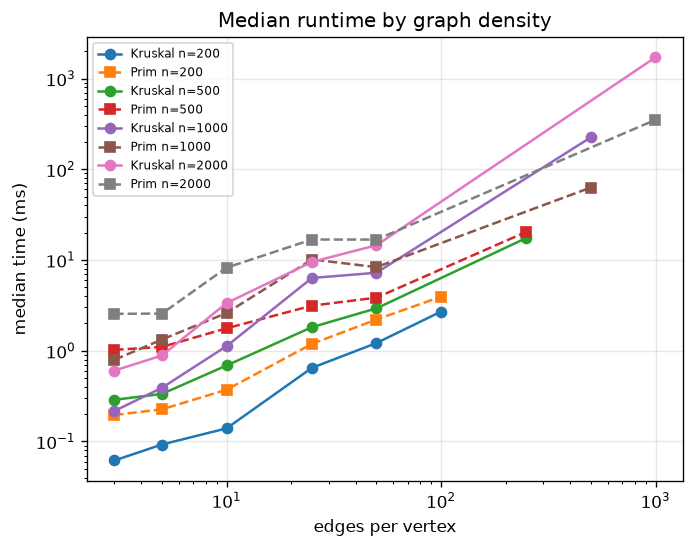 Median runtime by graph density
Kruskal n=200
Prim n=200
Kruskal n=500
Prim n=500
Kruskal n=1000
Prim n=1000
Kruskal n=2000
Prim n=2000
10³
10²
10¹
10⁰
10⁻¹
median time (ms)
10¹
10²
10³
edges per vertex